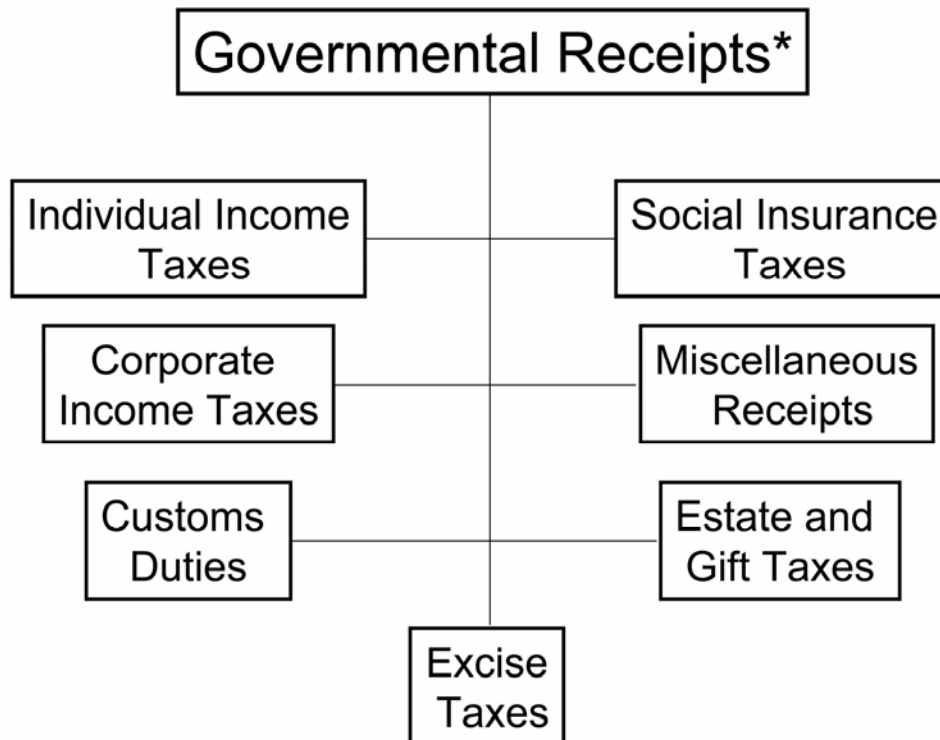 Governmental Receipts*
Individual Income
Taxes
Social Insurance
Taxes
Corporate
Income Taxes
Miscellaneous
Receipts
Customs
Duties
Estate and
Gift Taxes
Excise
Taxes